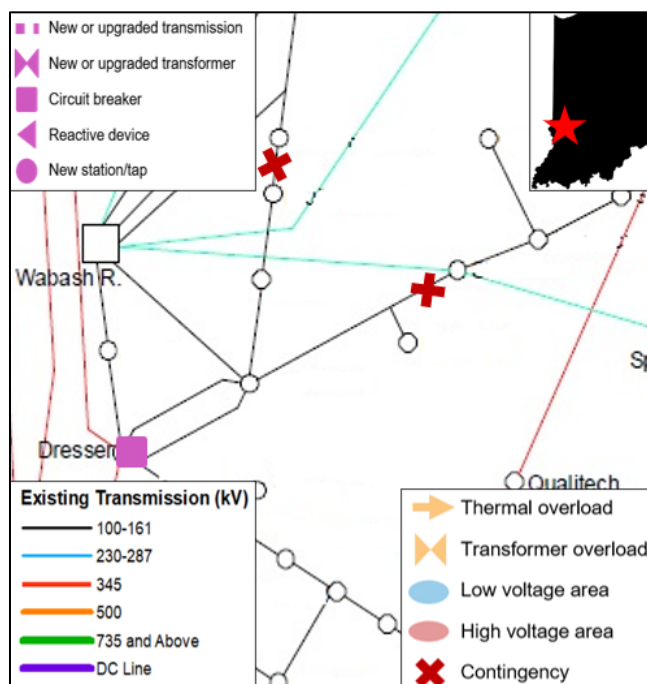 New or upgraded transmission
New or upgraded transformer
Circuit breaker
Reactive device
New station/tap
Wabash R.
Sp
Dresser
Qualitech
Existing Transmission (kV)
100-161
230-287
345
500
735 and Above
DC Line
Thermal overload
Transformer overload
Low voltage area
High voltage area
Contingency